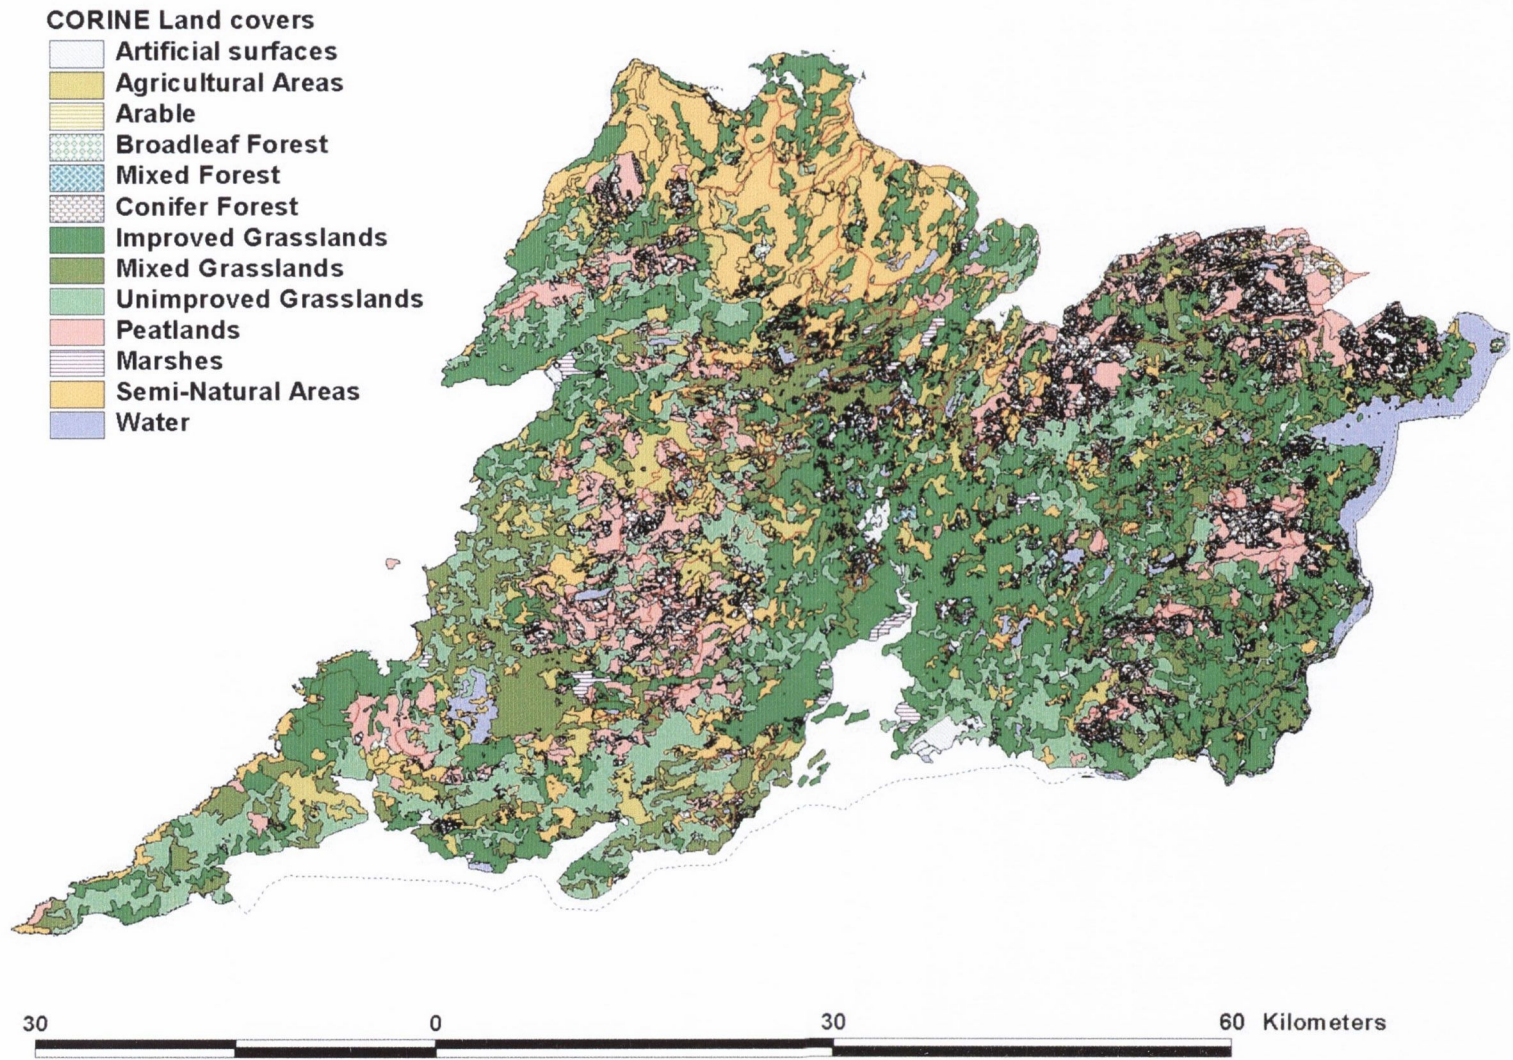 CORINE Land covers
Artificial surfaces
Agricultural Areas
Arable
Broadleaf Forest
Mixed Forest
Conifer Forest
Improved Grasslands
Mixed Grasslands
Unimproved Grasslands
Peatlands
Marshes
Semi-Natural Areas
Water
30 0 30 60 Kilometers